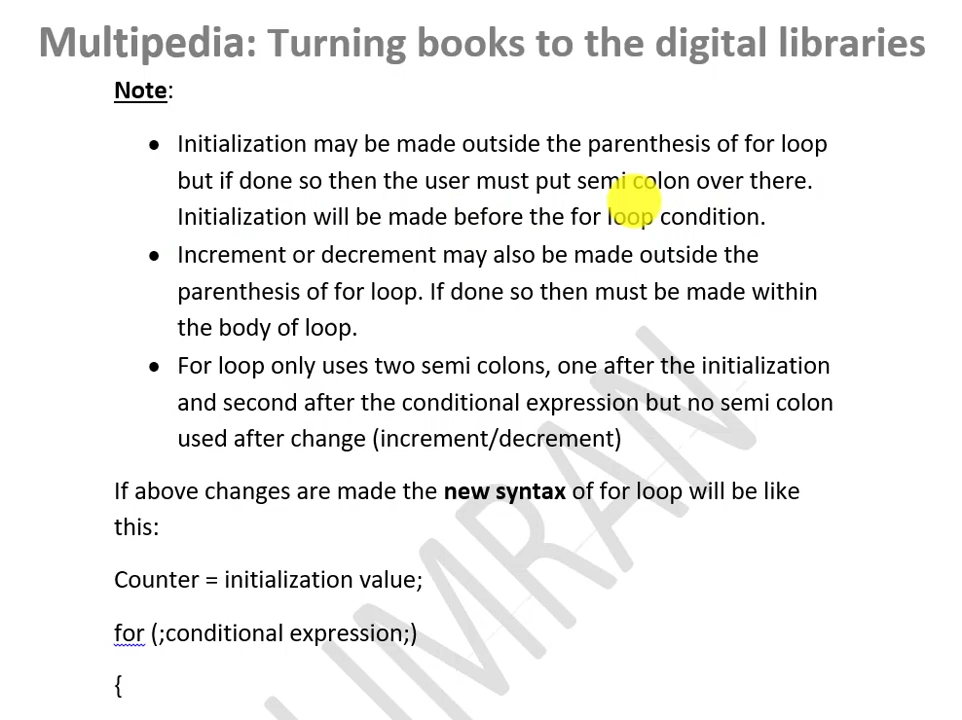 Multipedia: Turning books to the digital libraries
Note:
• Initialization may be made outside the parenthesis of for loop
but if done so then the user must put semi colon over there.
Initialization will be made before the for loop condition.
• Increment or decrement may also be made outside the
parenthesis of for loop. If done so then must be made within
the body of loop.
• For loop only uses two semi colons, one after the initialization
and second after the conditional expression but no semi colon
used after change (increment/decrement)
If above changes are made the new syntax of for loop will be like
this:
Counter = initialization value;
for (;conditional expression;)
{
UMRAN